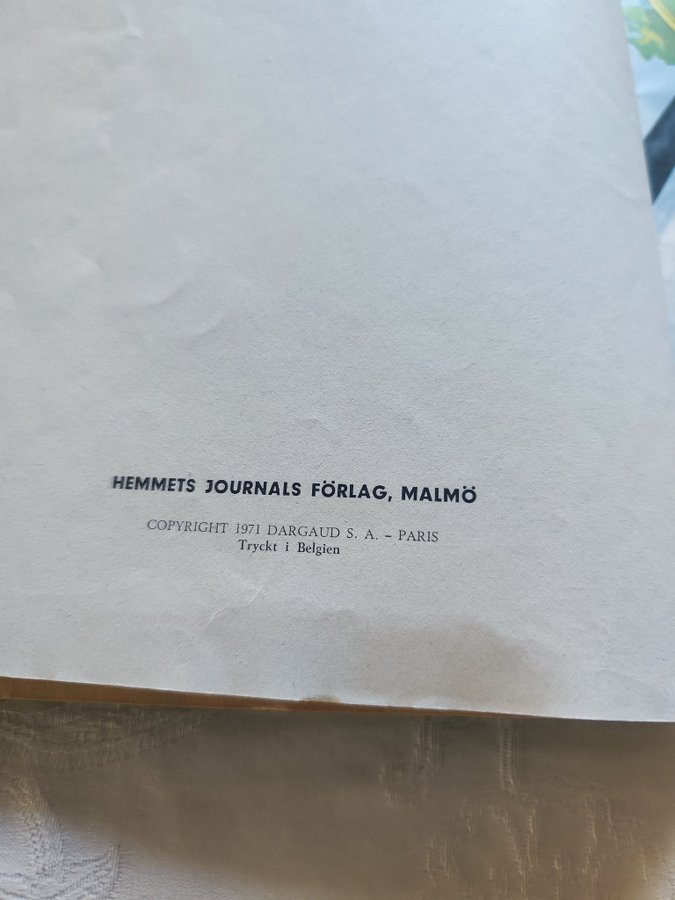 HEMMETS JOURNALS FÖRLAG, MALMÖ
COPYRIGHT 1971 DARGAUD S. A. – PARIS
Tryckt i Belgien